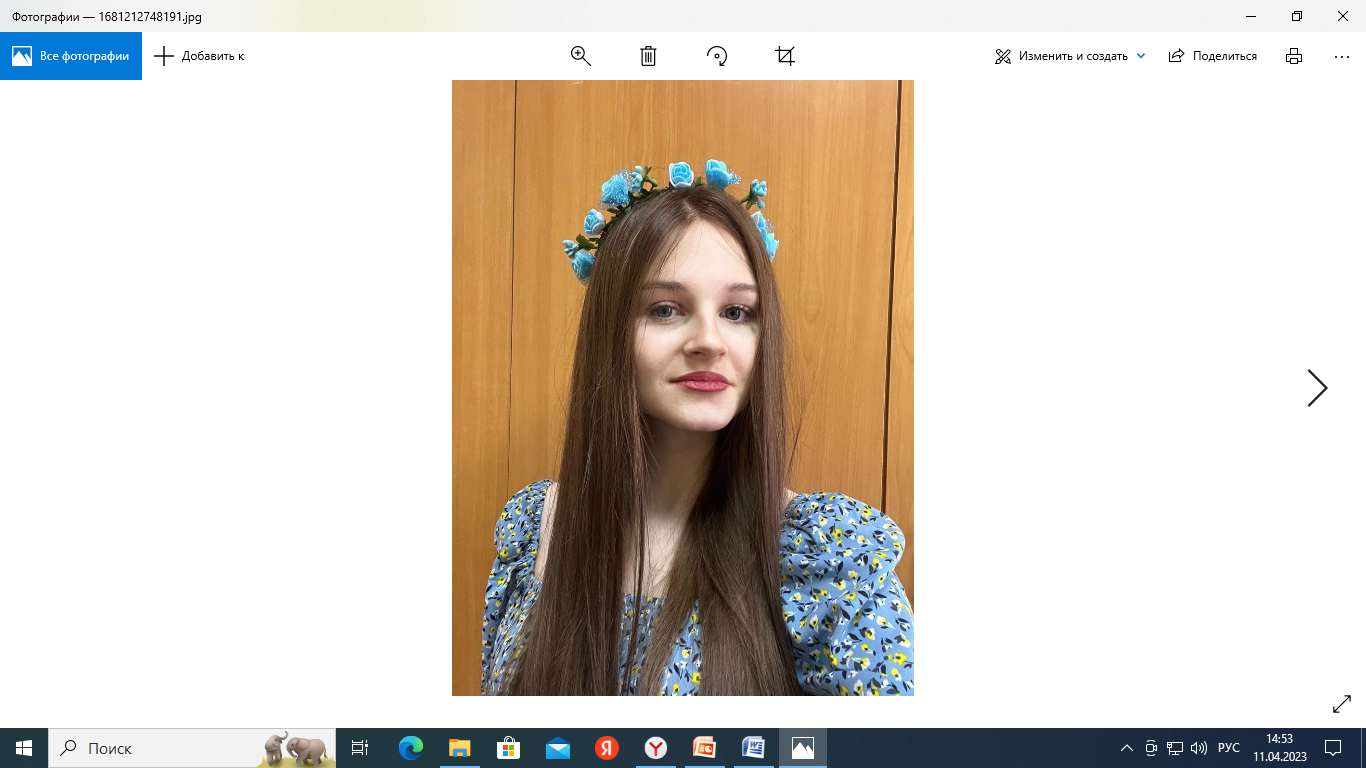 Фотографии — 1681212748191.jpg
Все фотографии
Добавить к
Изменить и создать
Поделиться
Поиск
РУС
14:53
11.04.2023